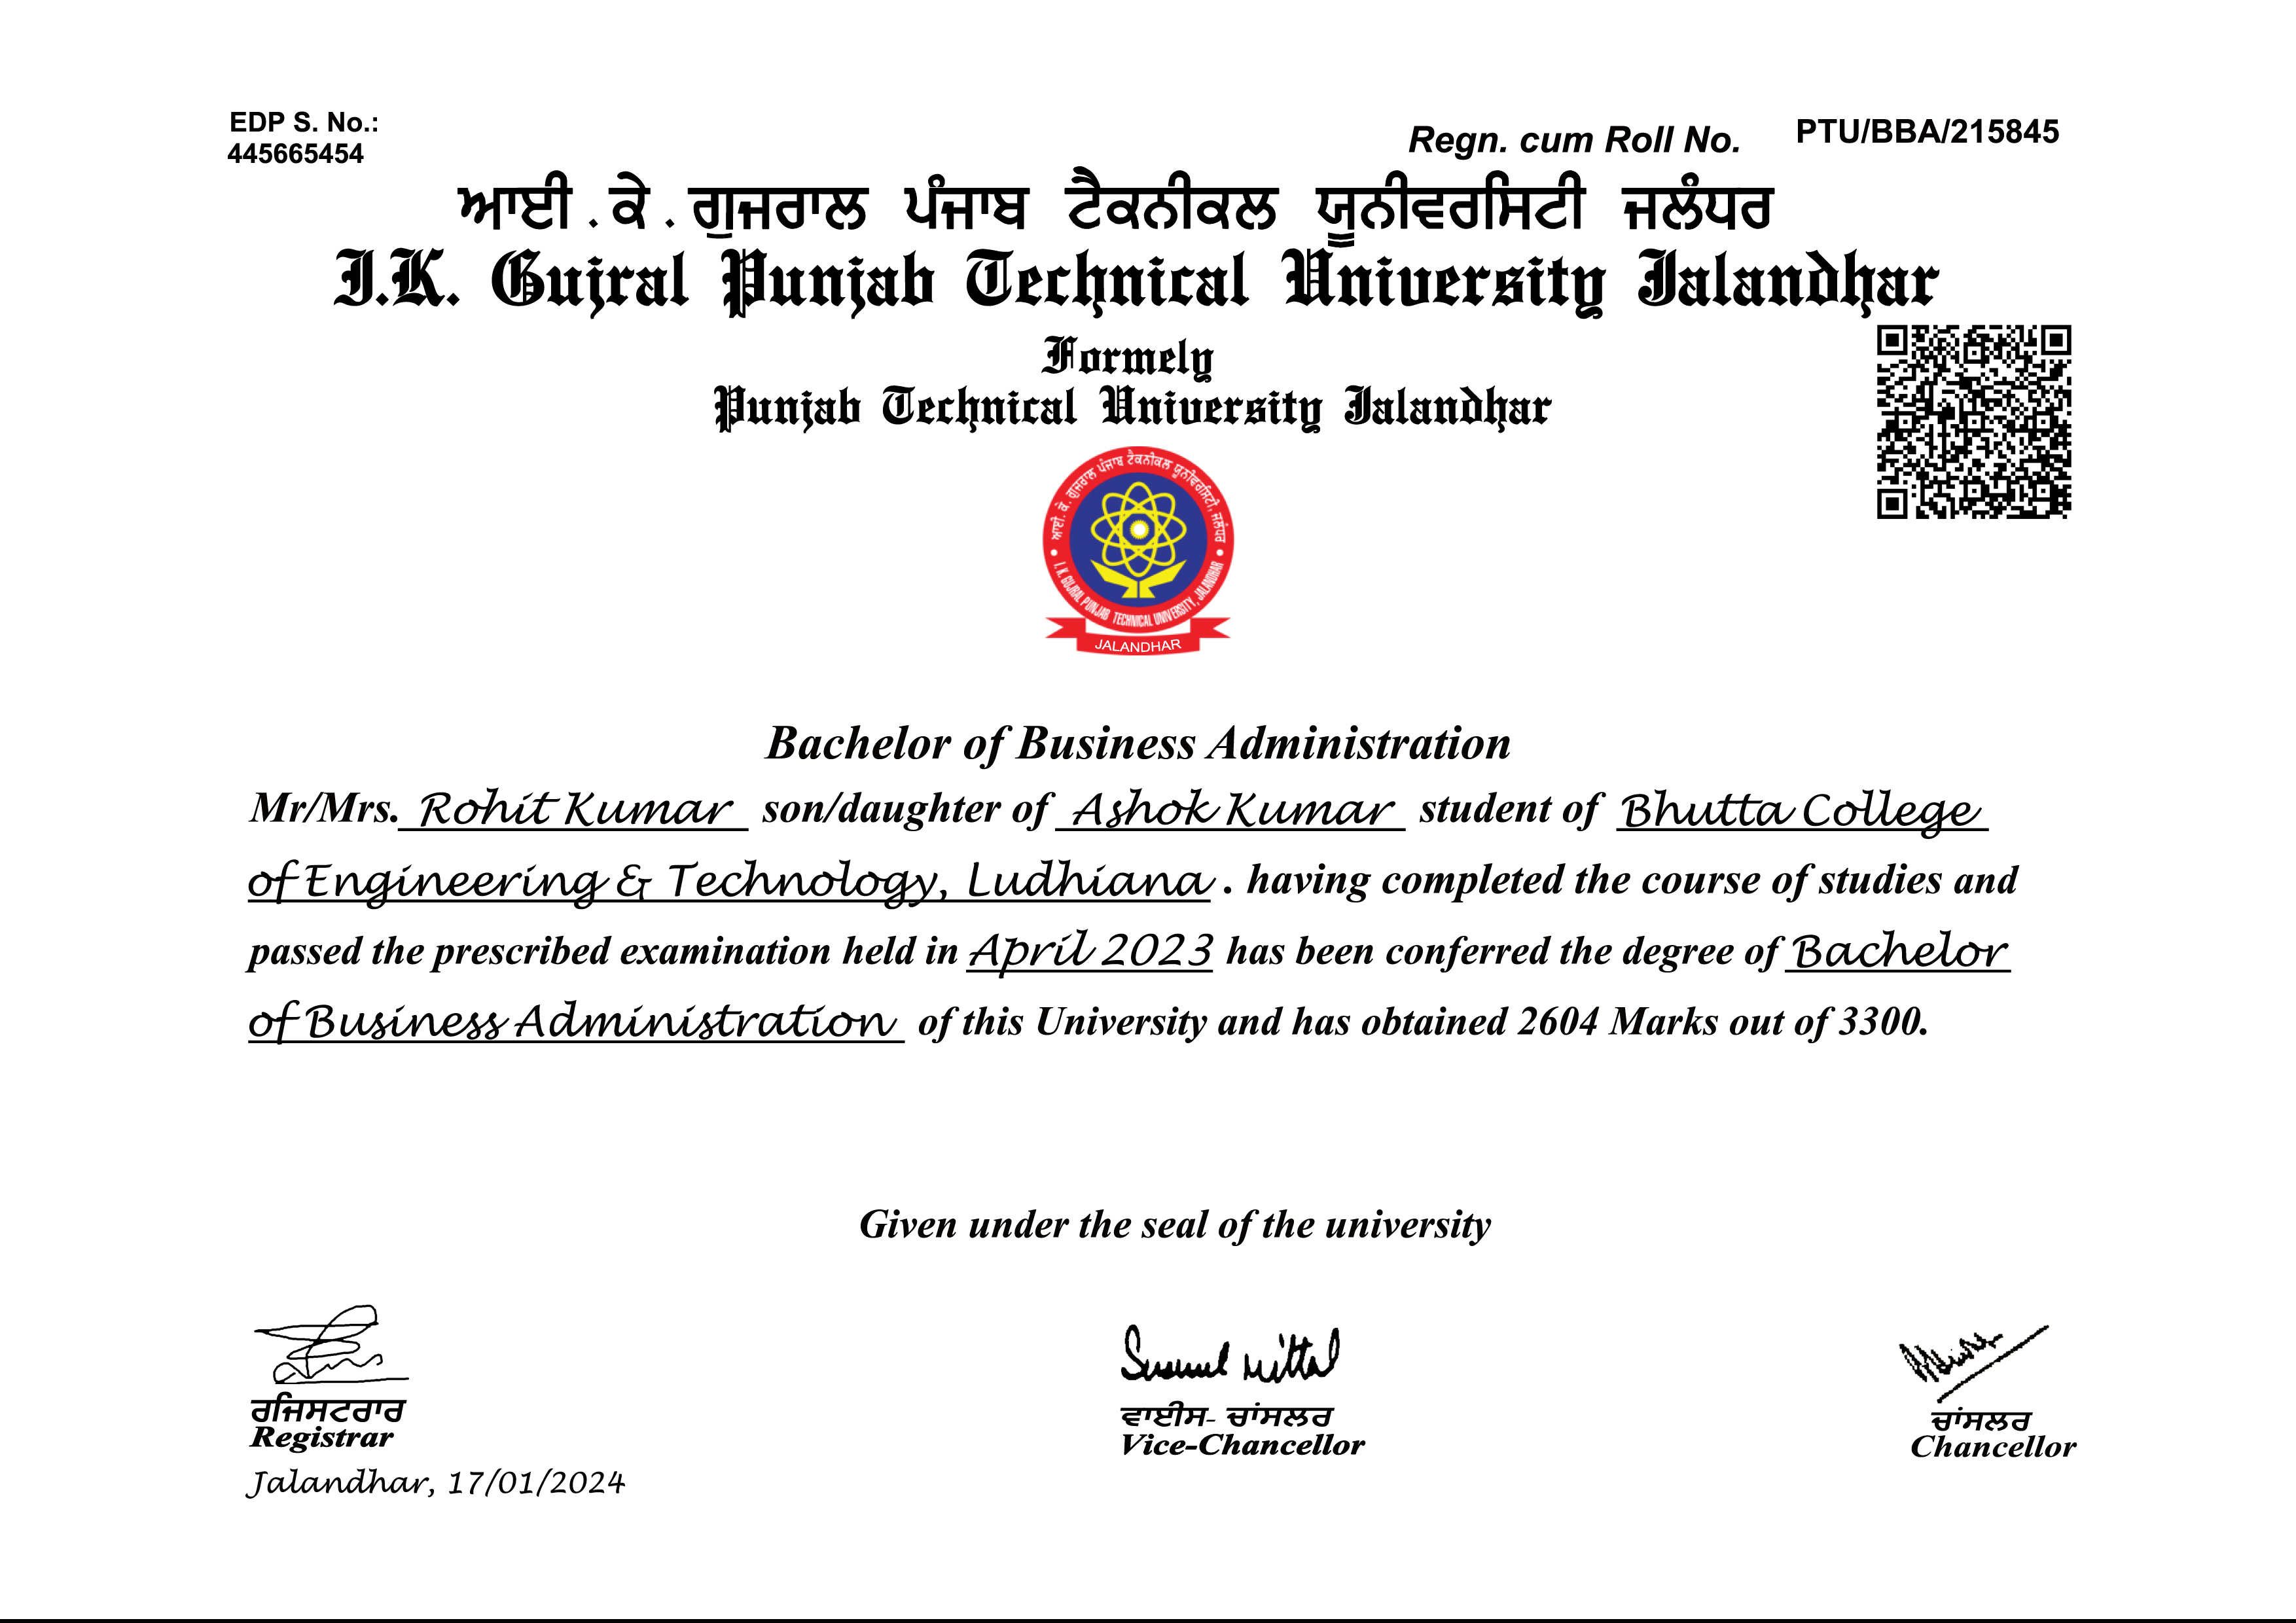 EDP S. No.:
445665454
Regn. cum Roll No. PTU/BBA/215845
ਆਈ . ਕੇ . ਗੁਜਰਾਲ ਪੰਜਾਬ ਟੈਕਨੀਕਲ ਯੂਨੀਵਰਸਿਟੀ ਜਲੰਧਰ
I.K. Gujral Punjab Technical University Jalandhar
Formely
Punjab Technical University Jalandhar
ਆਈ. ਕੇ. ਗੁਜਰਾਲ ਪੰਜਾਬ ਟੈਕਨੀਕਲ ਯੂਨੀਵਰਸਿਟੀ, ਜਲੰਧਰ
I. K. GUJRAL PUNJAB TECHNICAL UNIVERSITY, JALANDHAR
JALANDHAR
Bachelor of Business Administration
Mr/Mrs. Rohit Kumar son/daughter of Ashok Kumar student of Bhutta College
of Engineering & Technology, Ludhiana . having completed the course of studies and
passed the prescribed examination held in April 2023 has been conferred the degree of Bachelor
of Business Administration of this University and has obtained 2604 Marks out of 3300.
Given under the seal of the university
ਰਜਿਸਟਰਾਰ
Registrar
Jalandhar, 17/01/2024
ਵਾਈਸ- ਚਾਂਸਲਰ
Vice-Chancellor
ਚਾਂਸਲਰ
Chancellor